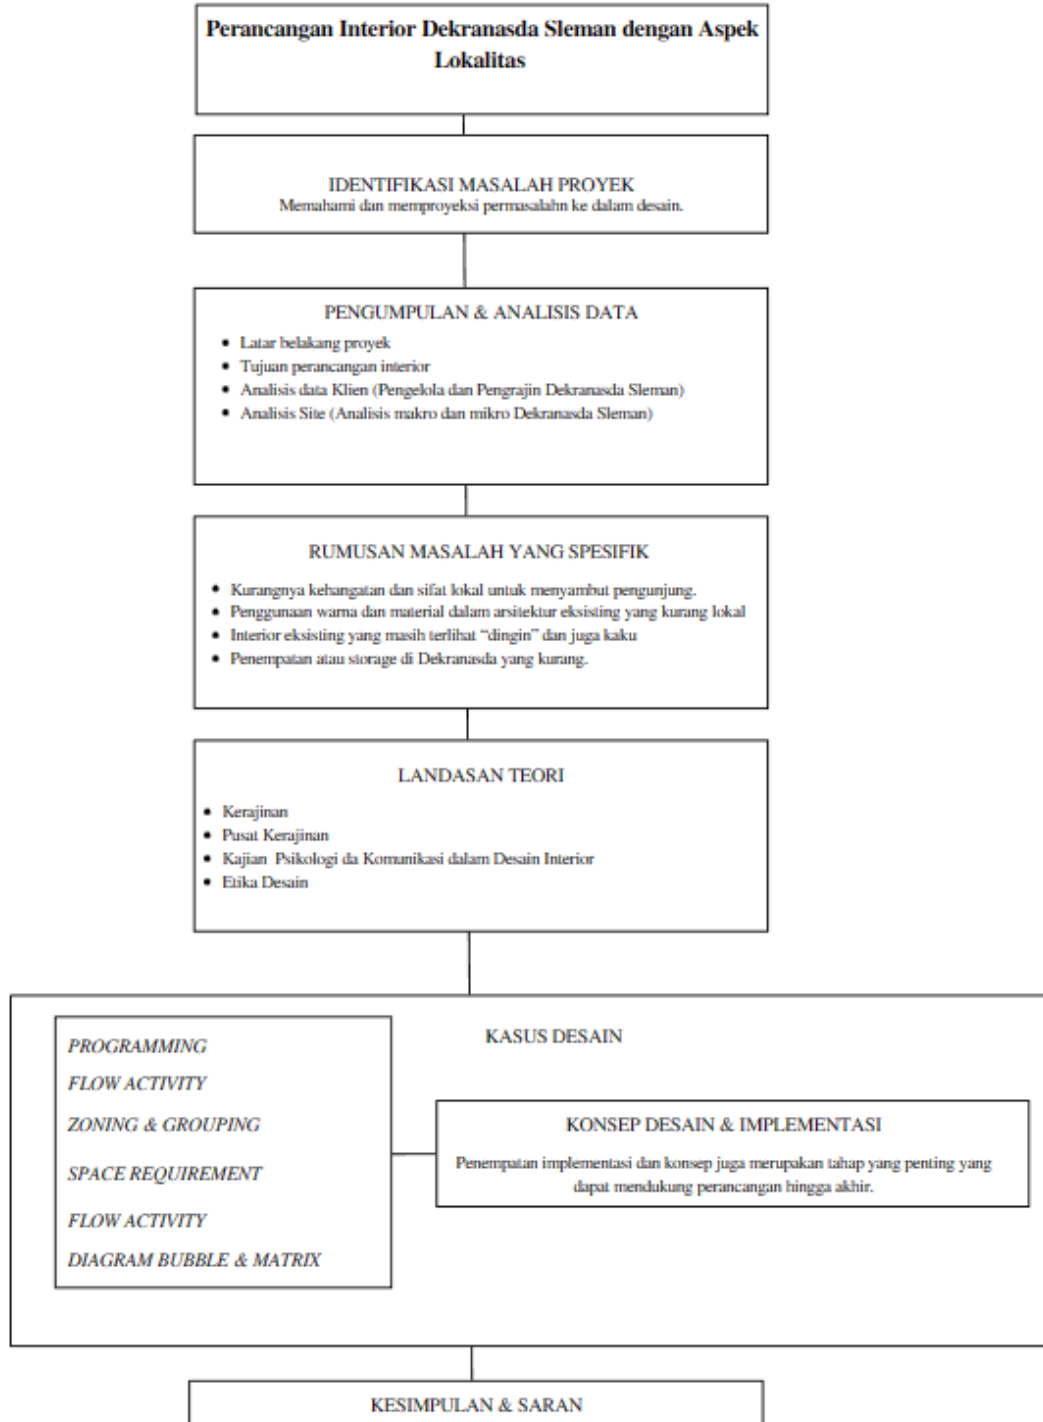 Perancangan Interior Dekranasda Sleman dengan Aspek
Lokalitas
IDENTIFIKASI MASALAH PROYEK
Memahami dan memproyeksi permasalahn ke dalam desain.
PENGUMPULAN & ANALISIS DATA
• Latar belakang proyek
• Tujuan perancangan interior
• Analisis data Klien (Pengelola dan Pengrajin Dekranasda Sleman)
• Analisis Site (Analisis makro dan mikro Dekranasda Sleman)
RUMUSAN MASALAH YANG SPESIFIK
• Kurangnya kehangatan dan sifat lokal untuk menyambut pengunjung.
• Penggunaan warna dan material dalam arsitektur eksisting yang kurang lokal
• Interior eksisting yang masih terlihat “dingin” dan juga kaku
• Penempatan atau storage di Dekranasda yang kurang.
LANDASAN TEORI
• Kerajinan
• Pusat Kerajinan
• Kajian Psikologi da Komunikasi dalam Desain Interior
• Etika Desain
KASUS DESAIN
PROGRAMMING
FLOW ACTIVITY
ZONING & GROUPING
SPACE REQUIREMENT
FLOW ACTIVITY
DIAGRAM BUBBLE & MATRIX
KONSEP DESAIN & IMPLEMENTASI
Penempatan implementasi dan konsep juga merupakan tahap yang penting yang
dapat mendukung perancangan hingga akhir.
KESIMPULAN & SARAN